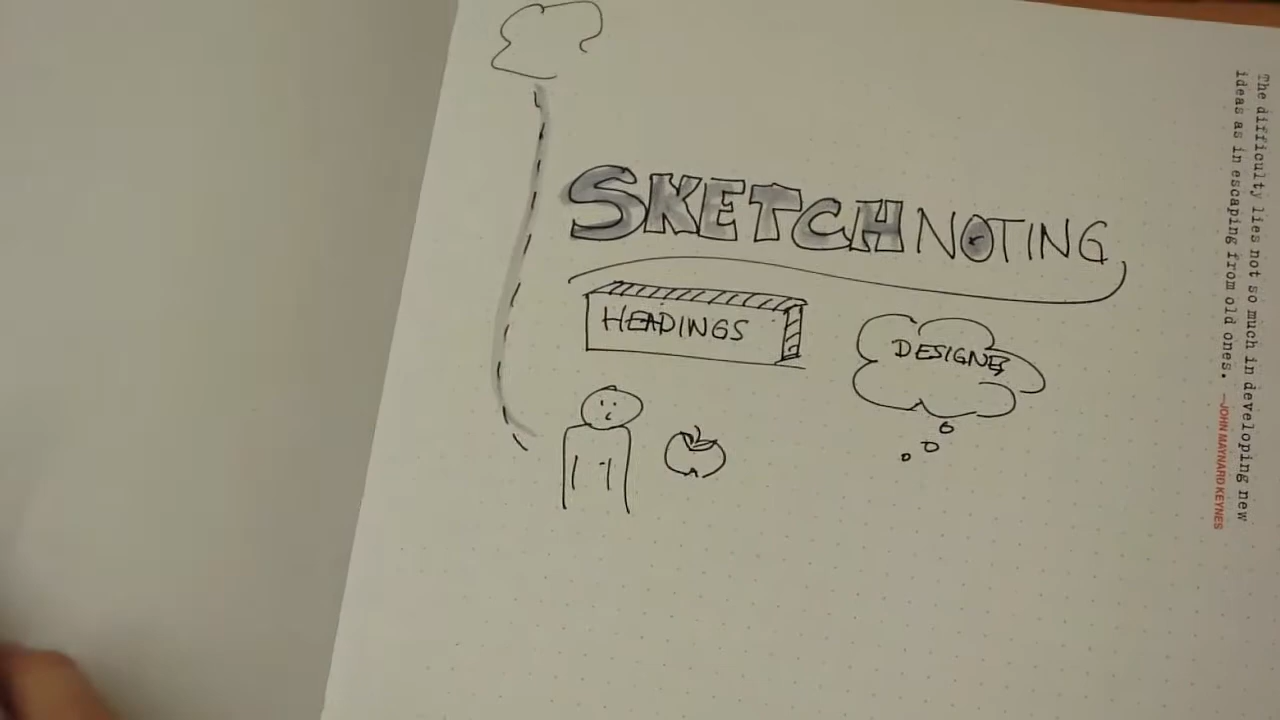 SKETCHNOTING
HEADINGS
DESIGNER
The difficulty lies not so much in developing new
ideas as in escaping from old ones. —JOHN MAYNARD KEYNES